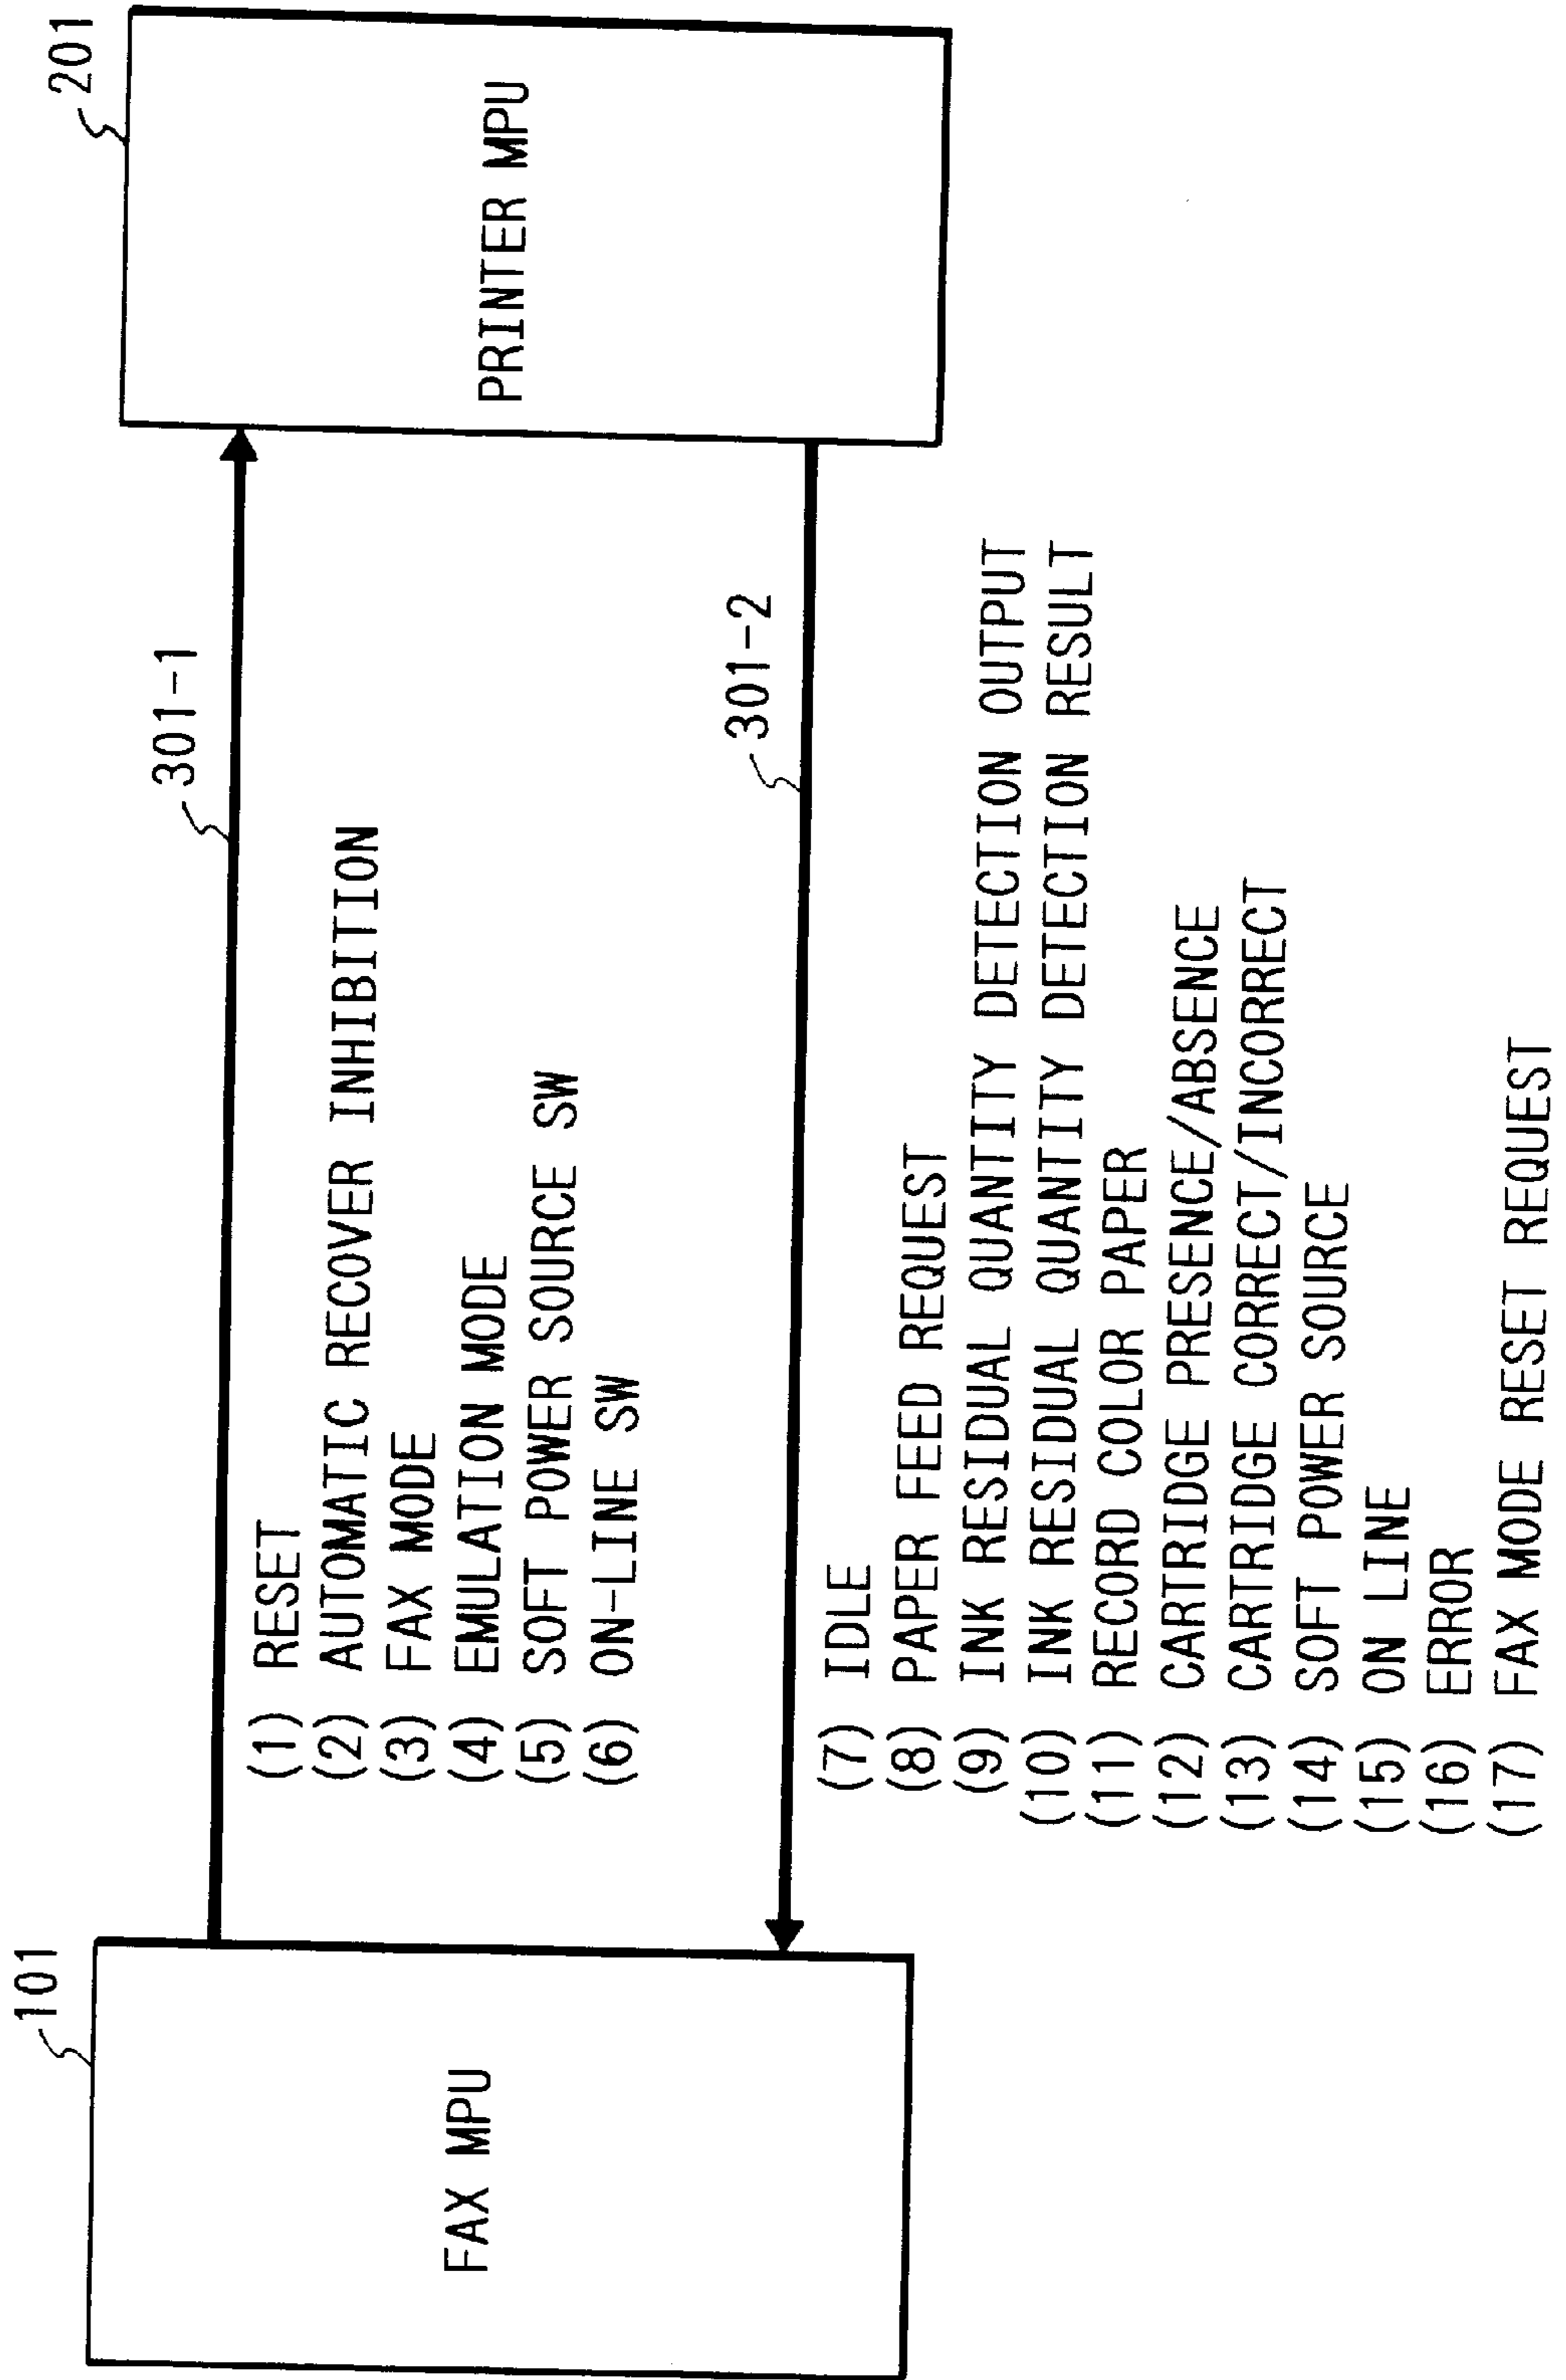 101
201
FAX MPU
PRINTER MPU
301-1
(1) RESET
(2) AUTOMATIC RECOVER INHIBITION
(3) FAX MODE
(4) EMULATION MODE
(5) SOFT POWER SOURCE SW
(6) ON-LINE SW
301-2
(7) IDLE
(8) PAPER FEED REQUEST
(9) INK RESIDUAL QUANTITY DETECTION OUTPUT
(10) INK RESIDUAL QUANTITY DETECTION RESULT
(11) RECORD COLOR PAPER
(12) CARTRIDGE PRESENCE/ABSENCE
(13) CARTRIDGE CORRECT/INCORRECT
(14) SOFT POWER SOURCE
(15) ON LINE
(16) ERROR
(17) FAX MODE RESET REQUEST